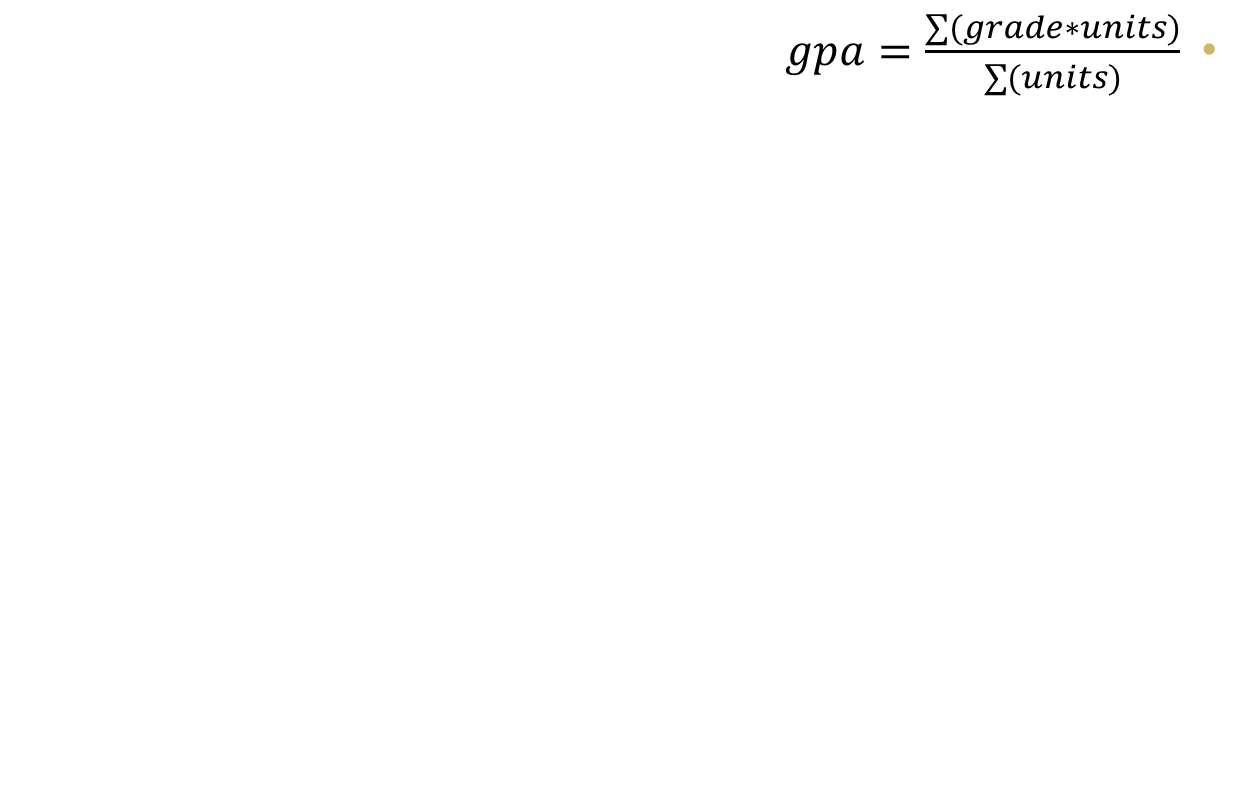 • gpa = ∑(grade*units) / ∑(units)